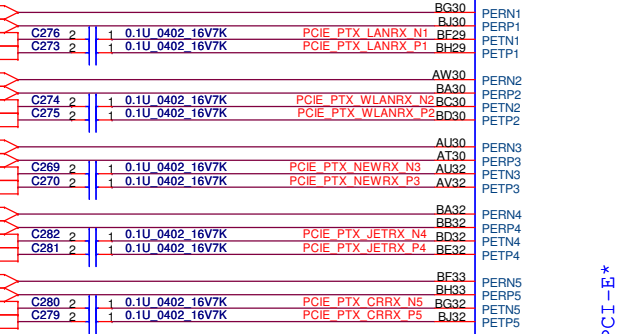 BG30 PERN1
BJ30 PERP1
C276 2 1 0.1U_0402_16V7K PCIE_PTX_LANRX_N1 BF29 PETN1
C273 2 1 0.1U_0402_16V7K PCIE_PTX_LANRX_P1 BH29 PETP1
AW30 PERN2
BA30 PERP2
C274 2 1 0.1U_0402_16V7K PCIE_PTX_WLANRX_N2 BC30 PETN2
C275 2 1 0.1U_0402_16V7K PCIE_PTX_WLANRX_P2 BD30 PETP2
AU30 PERN3
AT30 PERP3
C269 2 1 0.1U_0402_16V7K PCIE_PTX_NEWRX_N3 AU32 PETN3
C270 2 1 0.1U_0402_16V7K PCIE_PTX_NEWRX_P3 AV32 PETP3
BA32 PERN4
BB32 PERP4
C282 2 1 0.1U_0402_16V7K PCIE_PTX_JETRX_N4 BD32 PETN4
C281 2 1 0.1U_0402_16V7K PCIE_PTX_JETRX_P4 BE32 PETP4
BF33 PERN5
BH33 PERP5
C280 2 1 0.1U_0402_16V7K PCIE_PTX_CRRX_N5 BG32 PETN5
C279 2 1 0.1U_0402_16V7K PCIE_PTX_CRRX_P5 BJ32 PETP5
PCI-E*